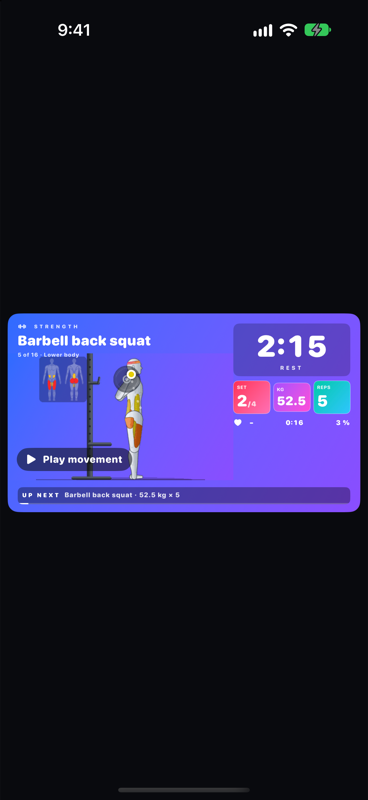 9:41
STRENGTH
Barbell back squat
5 of 16 · Lower body
2:15
REST
SET
2/4
KG
52.5
REPS
5
– 0:16 3 %
Play movement
UP NEXT Barbell back squat · 52.5 kg × 5